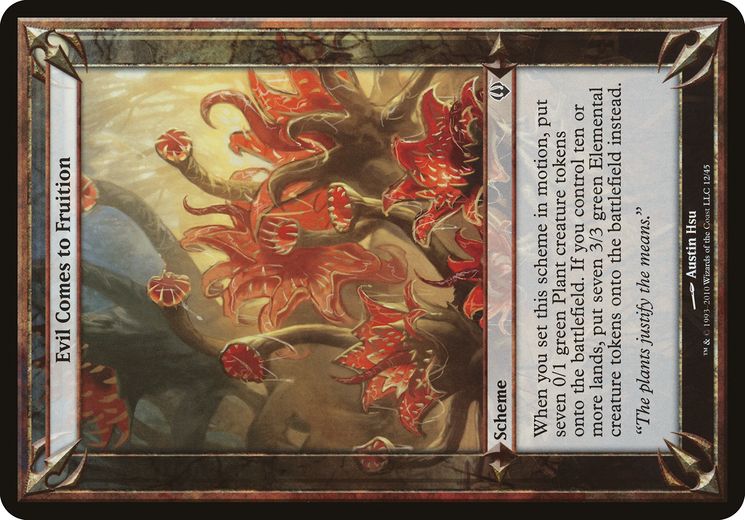 Evil Comes to Fruition
Scheme
When you set this scheme in motion, put
seven 0/1 green Plant creature tokens
onto the battlefield. If you control ten or
more lands, put seven 3/3 green Elemental
creature tokens onto the battlefield instead.
“The plants justify the means.”
Austin Hsu
™ & © 1993–2010 Wizards of the Coast LLC 12/45